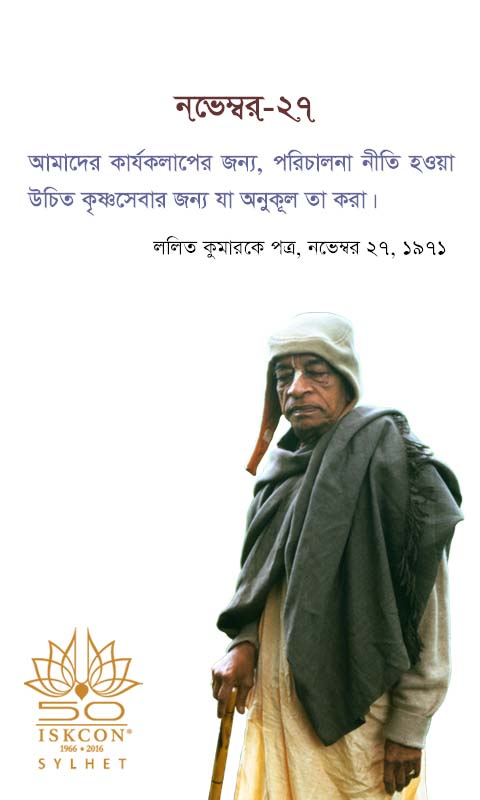 নভেম্বর-২৭
আমাদের কার্যকলাপের জন্য, পরিচালনা নীতি হওয়া
উচিত কৃষ্ণসেবার জন্য যা অনুকূল তা করা।
ললিত কুমারকে পত্র, নভেম্বর ২৭, ১৯৭১
50
ISKCON®
1966 • 2016
SYLHET